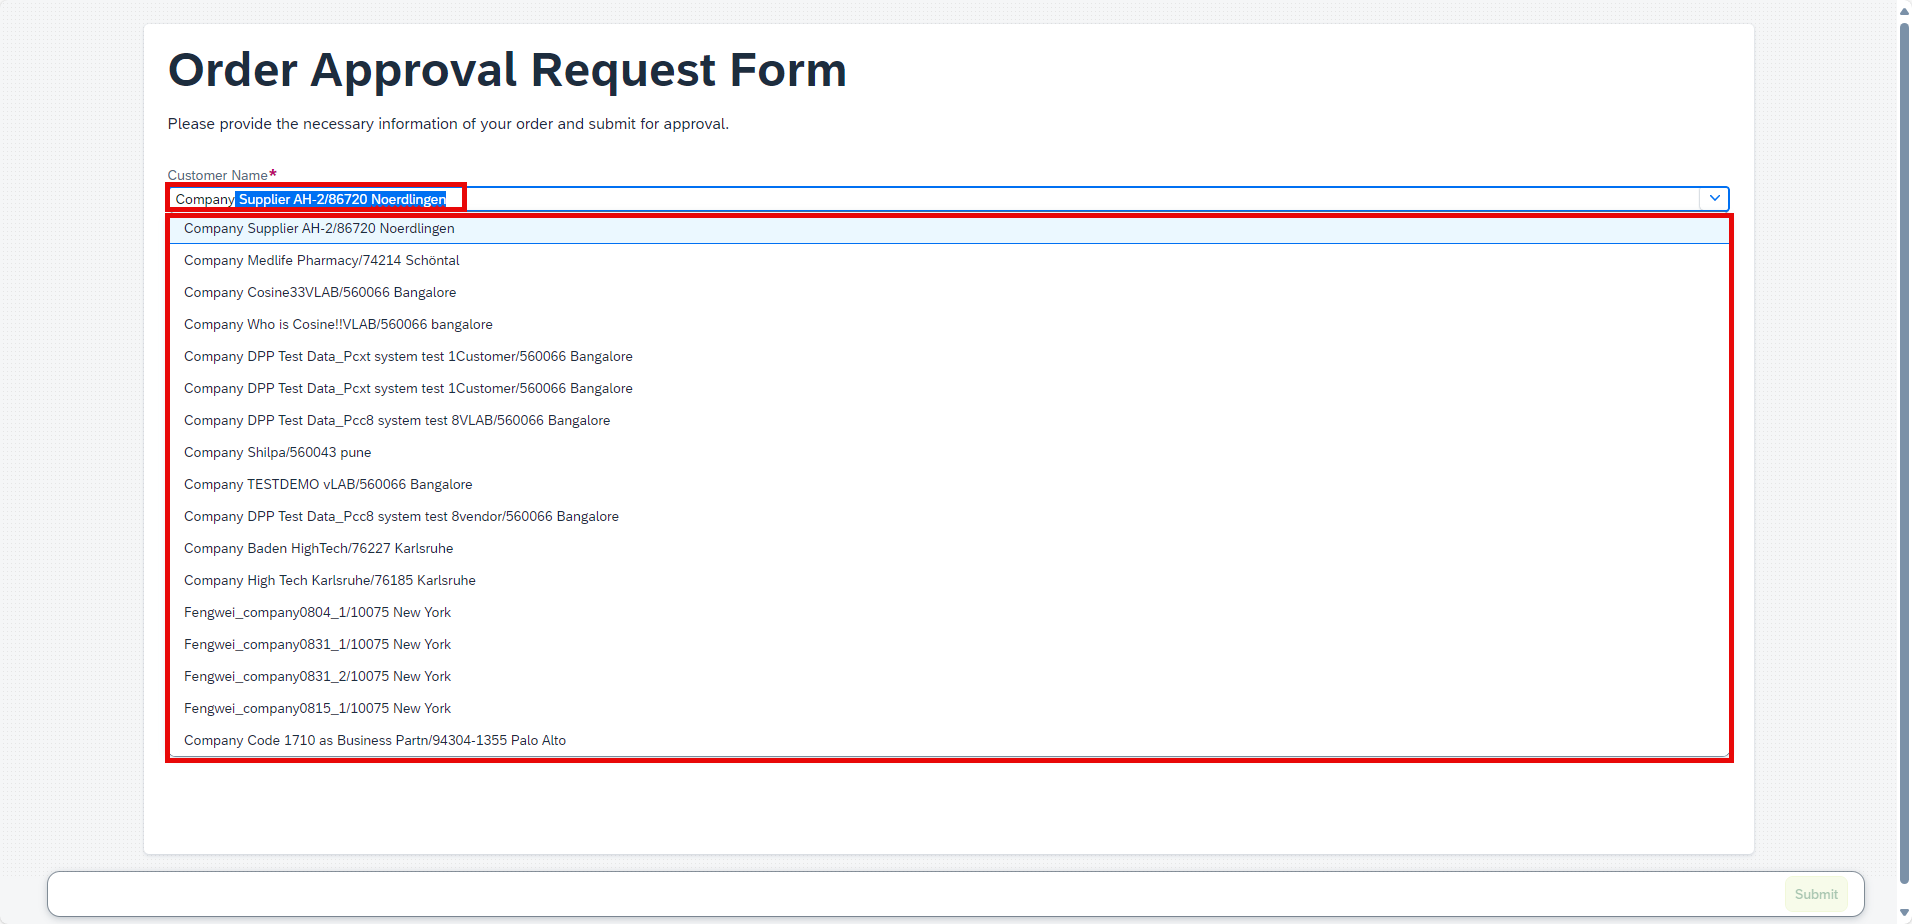 Order Approval Request Form
Please provide the necessary information of your order and submit for approval.
Customer Name*
Company Supplier AH-2/86720 Noerdlingen
Company Supplier AH-2/86720 Noerdlingen
Company Medlife Pharmacy/74214 Schöntal
Company Cosine33VLAB/560066 Bangalore
Company Who is Cosine!!VLAB/560066 bangalore
Company DPP Test Data_Pcxt system test 1Customer/560066 Bangalore
Company DPP Test Data_Pcxt system test 1Customer/560066 Bangalore
Company DPP Test Data_Pcc8 system test 8VLAB/560066 Bangalore
Company Shilpa/560043 pune
Company TESTDEMO vLAB/560066 Bangalore
Company DPP Test Data_Pcc8 system test 8vendor/560066 Bangalore
Company Baden HighTech/76227 Karlsruhe
Company High Tech Karlsruhe/76185 Karlsruhe
Fengwei_company0804_1/10075 New York
Fengwei_company0831_1/10075 New York
Fengwei_company0831_2/10075 New York
Fengwei_company0815_1/10075 New York
Company Code 1710 as Business Partn/94304-1355 Palo Alto
Submit